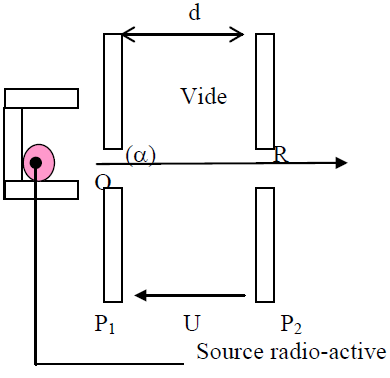 d
Vide
(α)
R
O
P₁
U
P₂
Source radio-active